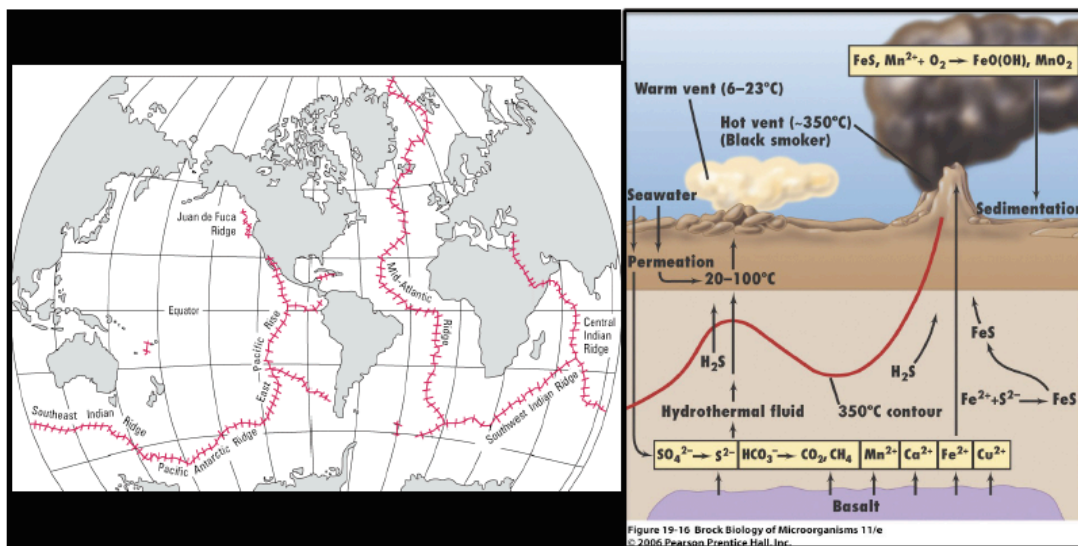 Juan de Fuca
Ridge
Equator
Mid-Atlantic
Ridge
Central
Indian
Ridge
East
Pacific
Rise
Southeast Indian
Ridge
Pacific
Antarctic Ridge
Southwest Indian Ridge
FeS, Mn²⁺+ O₂ → FeO(OH), MnO₂
Warm vent (6–23°C)
Hot vent (~350°C)
(Black smoker)
Seawater
Sedimentation
Permeation
20–100°C
FeS
H₂S
H₂S
Fe²⁺+S²⁻ → FeS
Hydrothermal fluid
350°C contour
SO₄²⁻ → S²⁻ HCO₃⁻ → CO₂, CH₄ Mn²⁺ Ca²⁺ Fe²⁺ Cu²⁺
Basalt
Figure 19-16 Brock Biology of Microorganisms 11/e
© 2006 Pearson Prentice Hall, Inc.